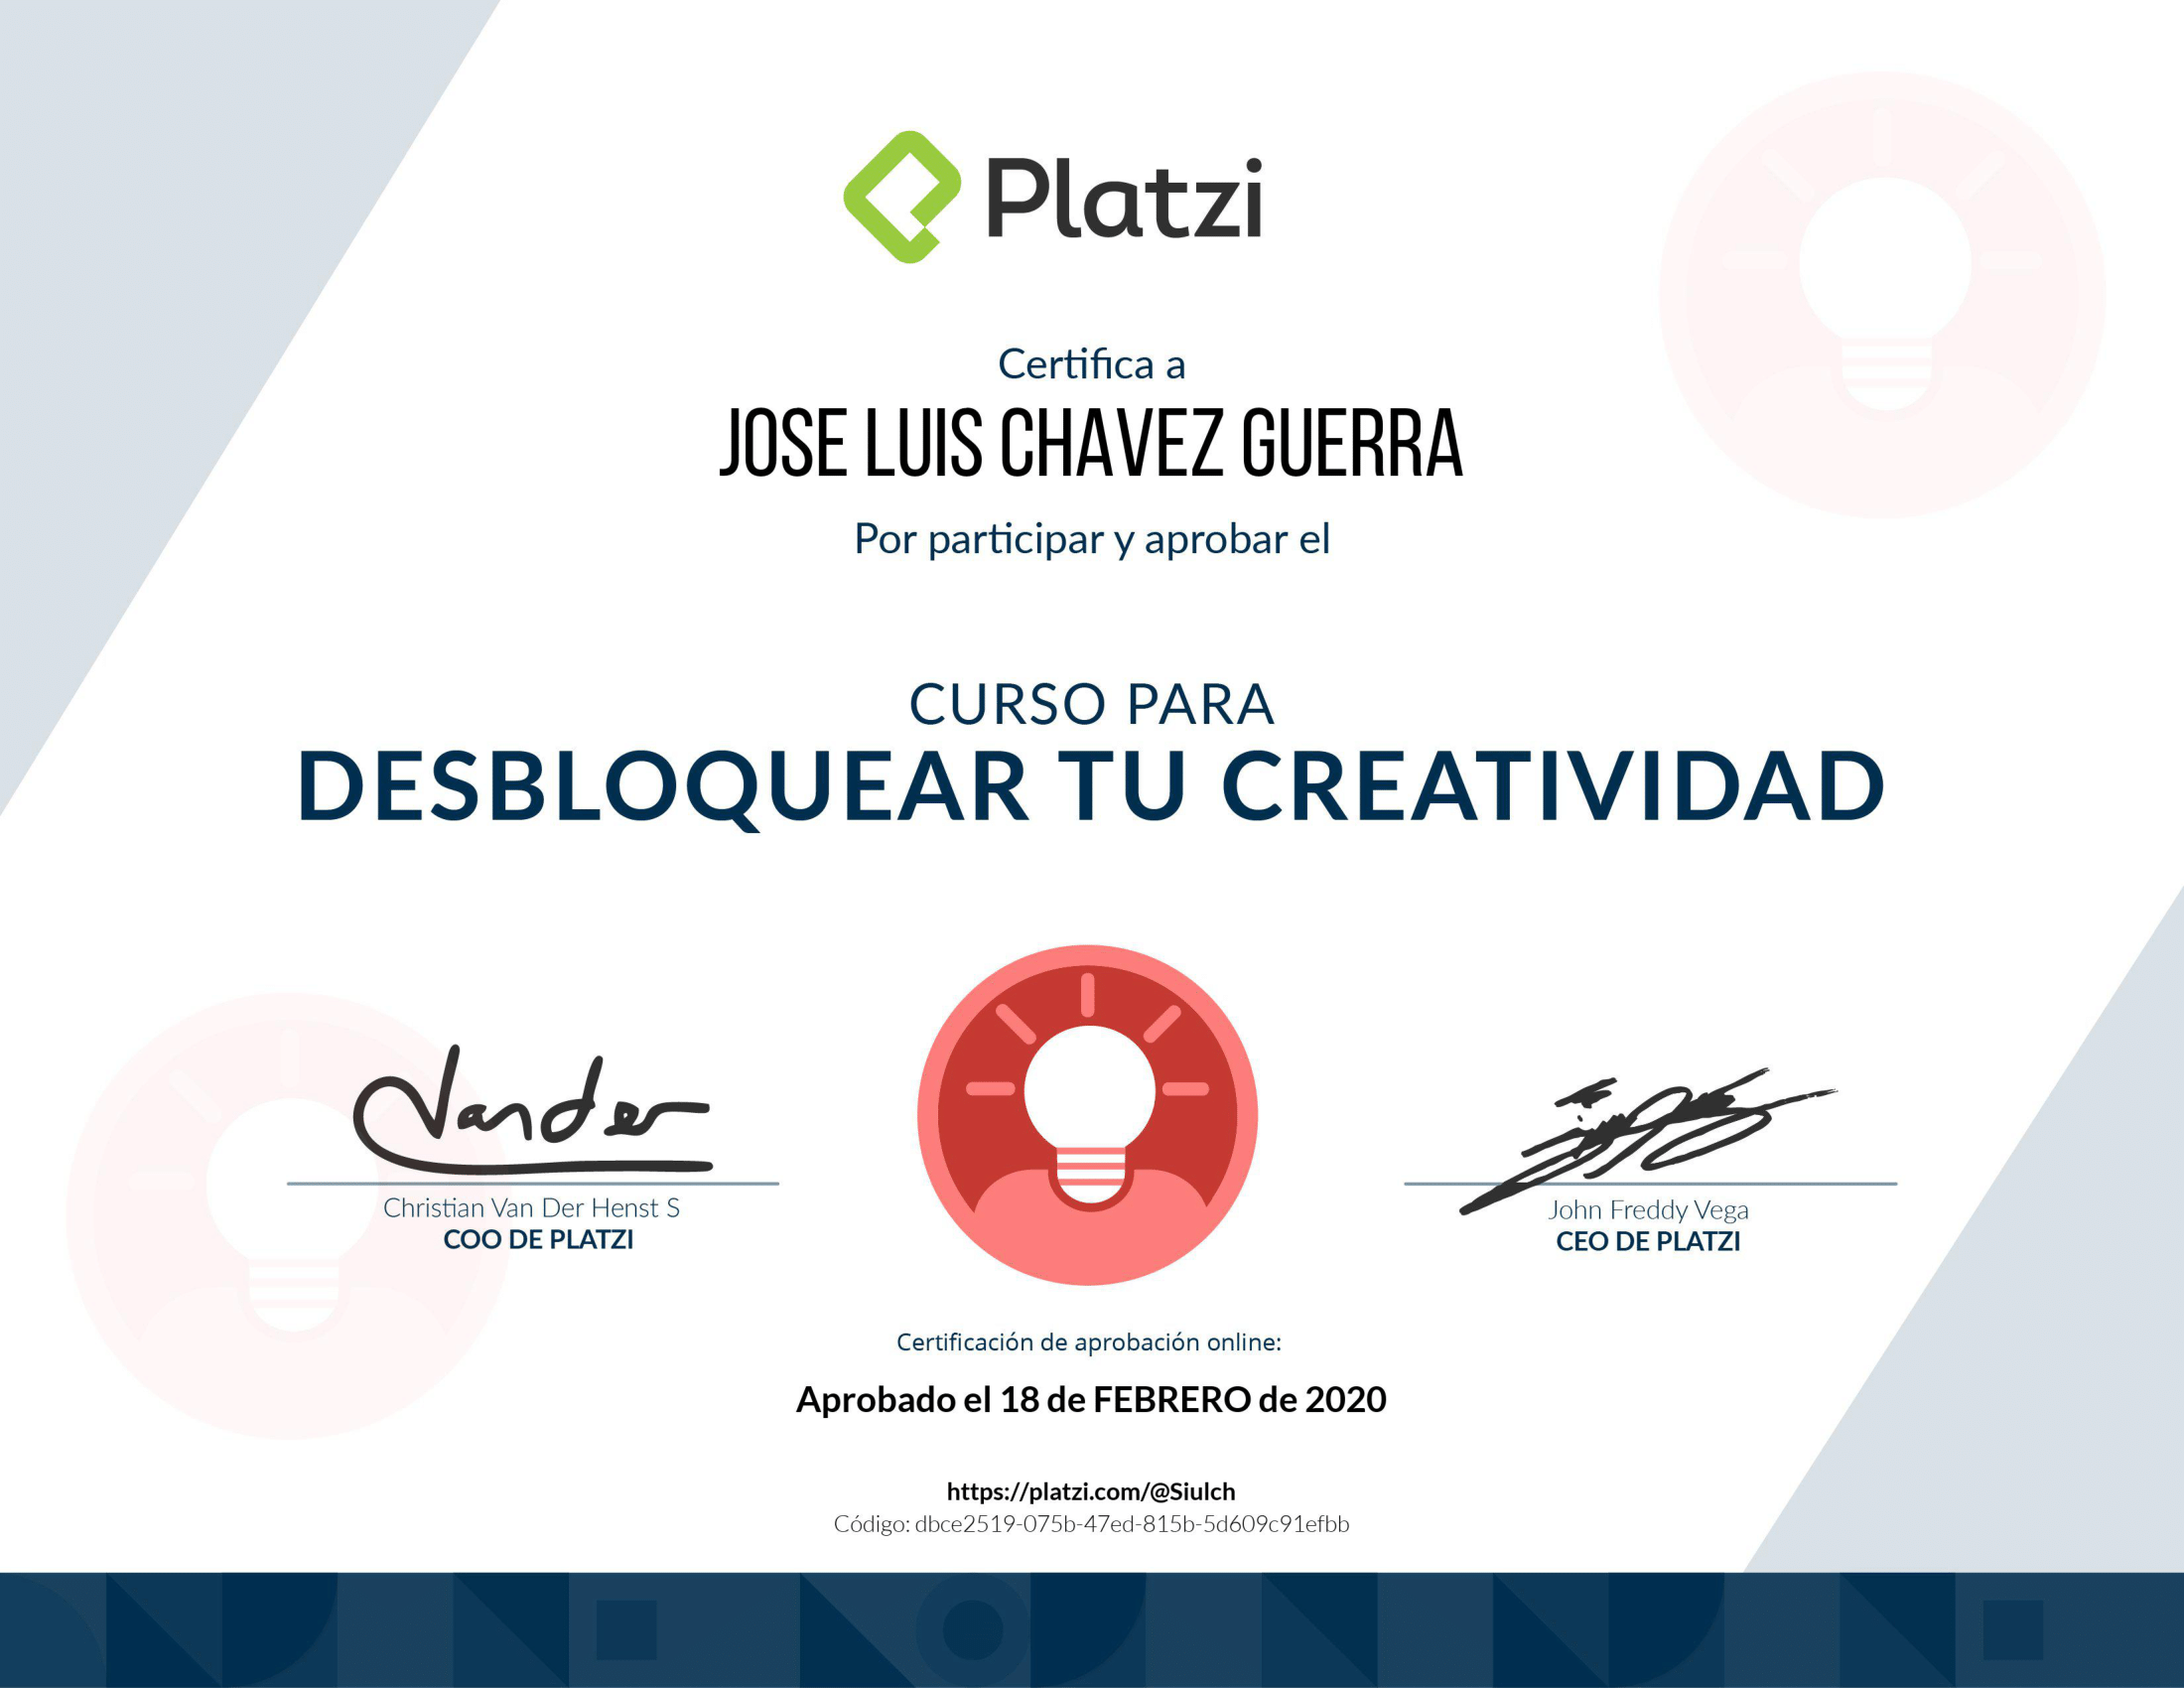 Platzi
Certifica a
JOSE LUIS CHAVEZ GUERRA
Por participar y aprobar el
CURSO PARA
DESBLOQUEAR TU CREATIVIDAD
Vander
Christian Van Der Henst S
COO DE PLATZI
John Freddy Vega
CEO DE PLATZI
Certificación de aprobación online:
Aprobado el 18 de FEBRERO de 2020
https://platzi.com/@Siulch
Código: dbce2519-075b-47ed-815b-5d609c91efbb